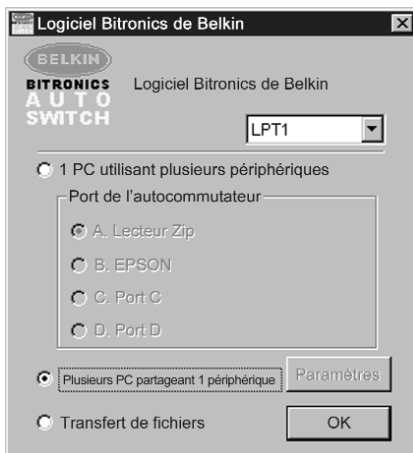 Logiciel Bitronics de Belkin
BELKIN
BITRONICS
AUTO
SWITCH
Logiciel Bitronics de Belkin
LPT1
1 PC utilisant plusieurs périphériques
Port de l'autocommutateur
A. Lecteur Zip
B. EPSON
C. Port C
D. Port D
Plusieurs PC partageant 1 périphérique
Paramètres
Transfert de fichiers
OK